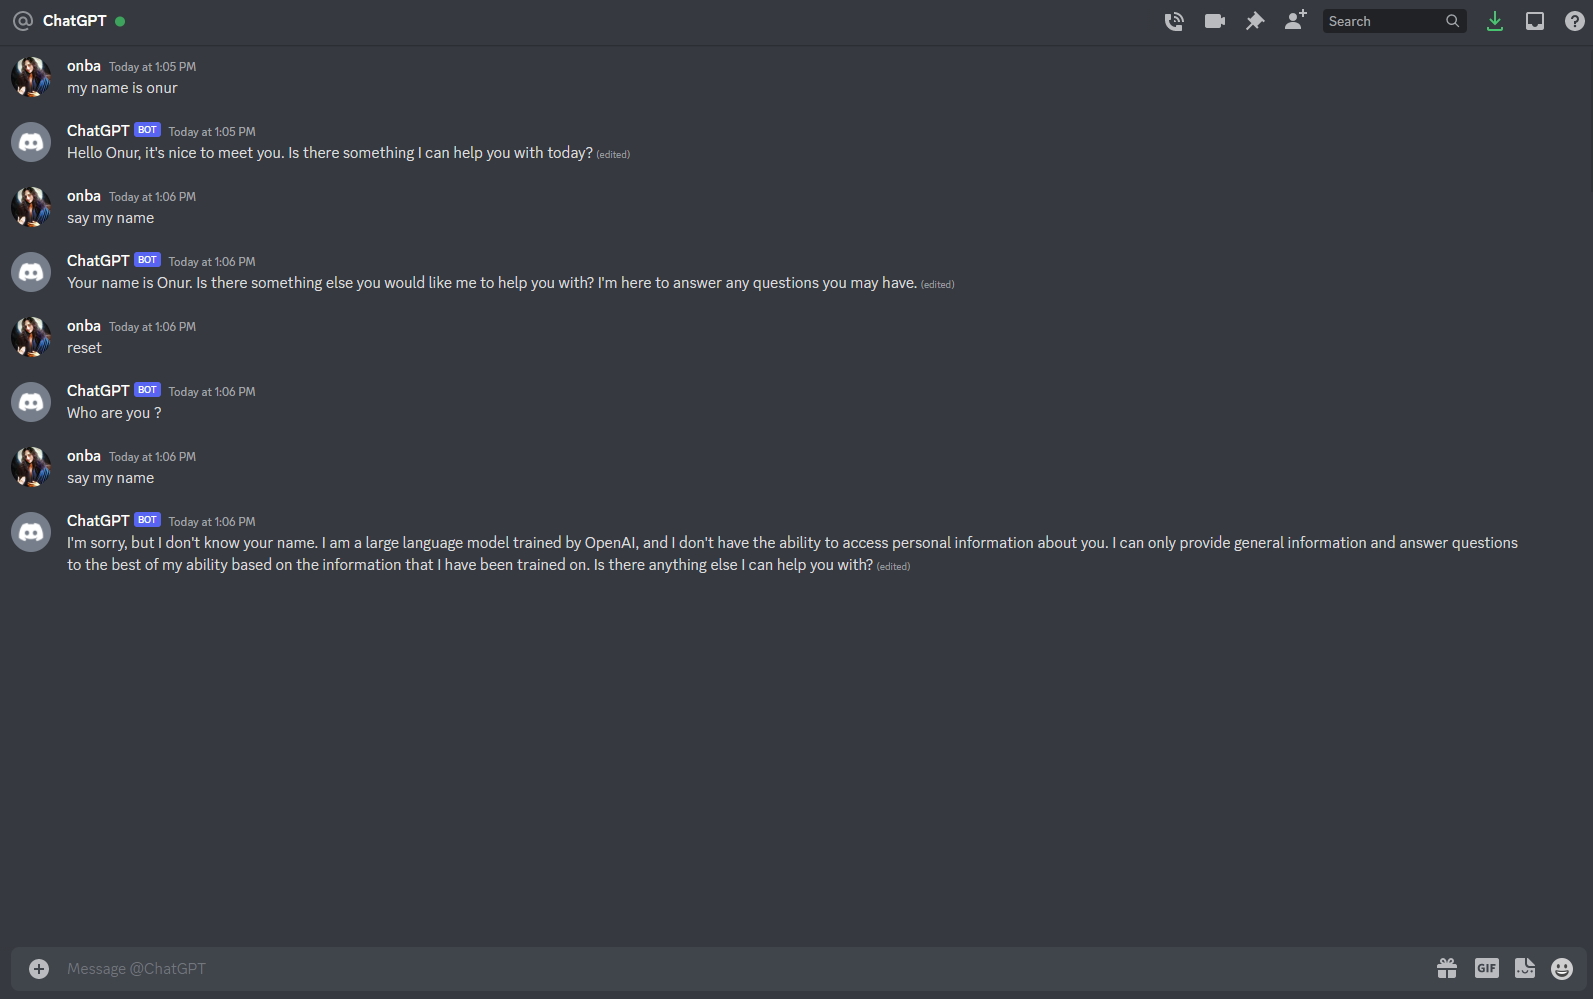 ChatGPT
Search
onba Today at 1:05 PM
my name is onur
ChatGPT BOT Today at 1:05 PM
Hello Onur, it's nice to meet you. Is there something I can help you with today? (edited)
onba Today at 1:06 PM
say my name
ChatGPT BOT Today at 1:06 PM
Your name is Onur. Is there something else you would like me to help you with? I'm here to answer any questions you may have. (edited)
onba Today at 1:06 PM
reset
ChatGPT BOT Today at 1:06 PM
Who are you ?
onba Today at 1:06 PM
say my name
ChatGPT BOT Today at 1:06 PM
I'm sorry, but I don't know your name. I am a large language model trained by OpenAI, and I don't have the ability to access personal information about you. I can only provide general information and answer questions
to the best of my ability based on the information that I have been trained on. Is there anything else I can help you with? (edited)
Message @ChatGPT
GIF